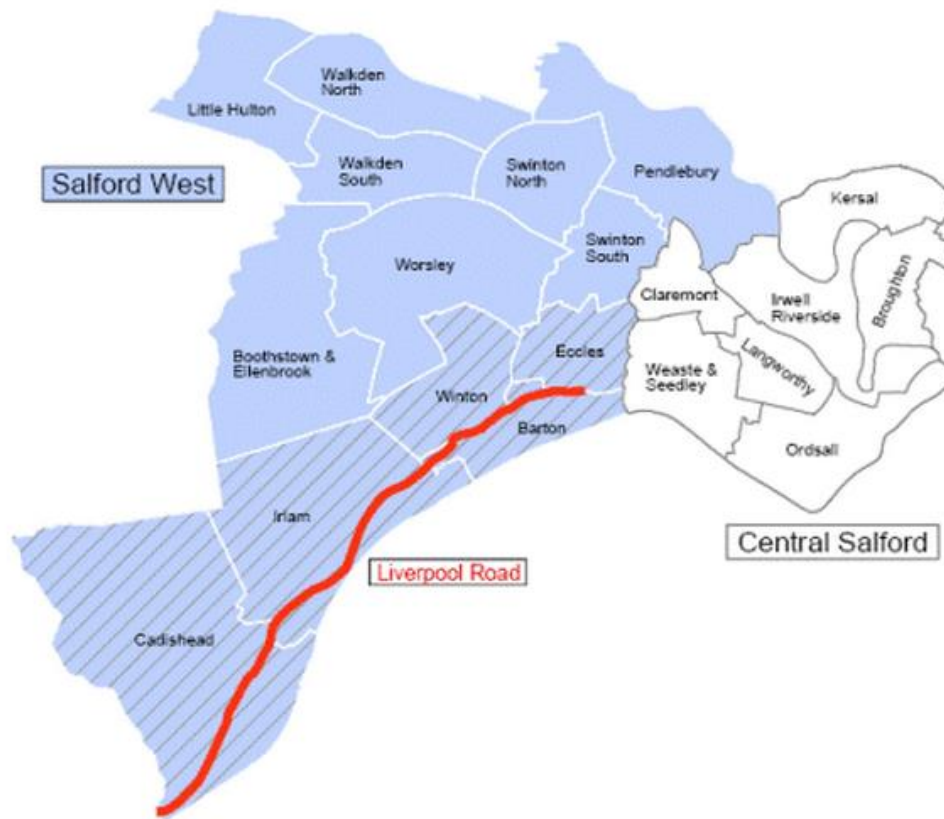 Walkden
North
Little Hulton
Walkden
South
Swinton
North
Pendlebury
Salford West
Kersal
Swinton
South
Worsley
Claremont
Irwell
Riverside
Broughton
Boothstown &
Ellenbrook
Eccles
Langworthy
Weaste &
Seedley
Winton
Barton
Ordsall
Irlam
Central Salford
Liverpool Road
Cadishead